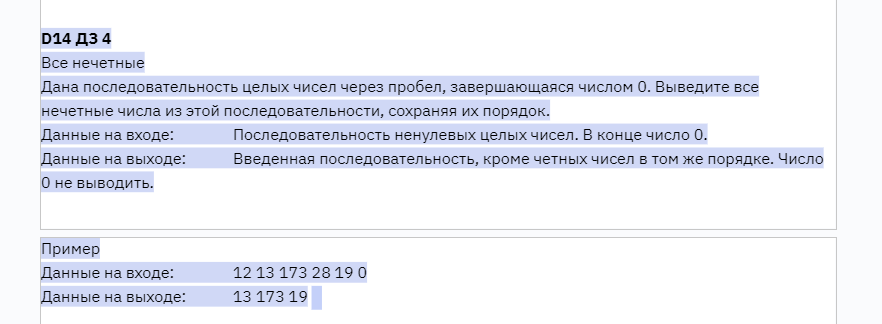 D14 ДЗ 4
Все нечетные
Дана последовательность целых чисел через пробел, завершающаяся числом 0. Выведите все
нечетные числа из этой последовательности, сохраняя их порядок.
Данные на входе: Последовательность ненулевых целых чисел. В конце число 0.
Данные на выходе: Введенная последовательность, кроме четных чисел в том же порядке. Число
0 не выводить.
Пример
Данные на входе: 12 13 173 28 19 0
Данные на выходе: 13 173 19